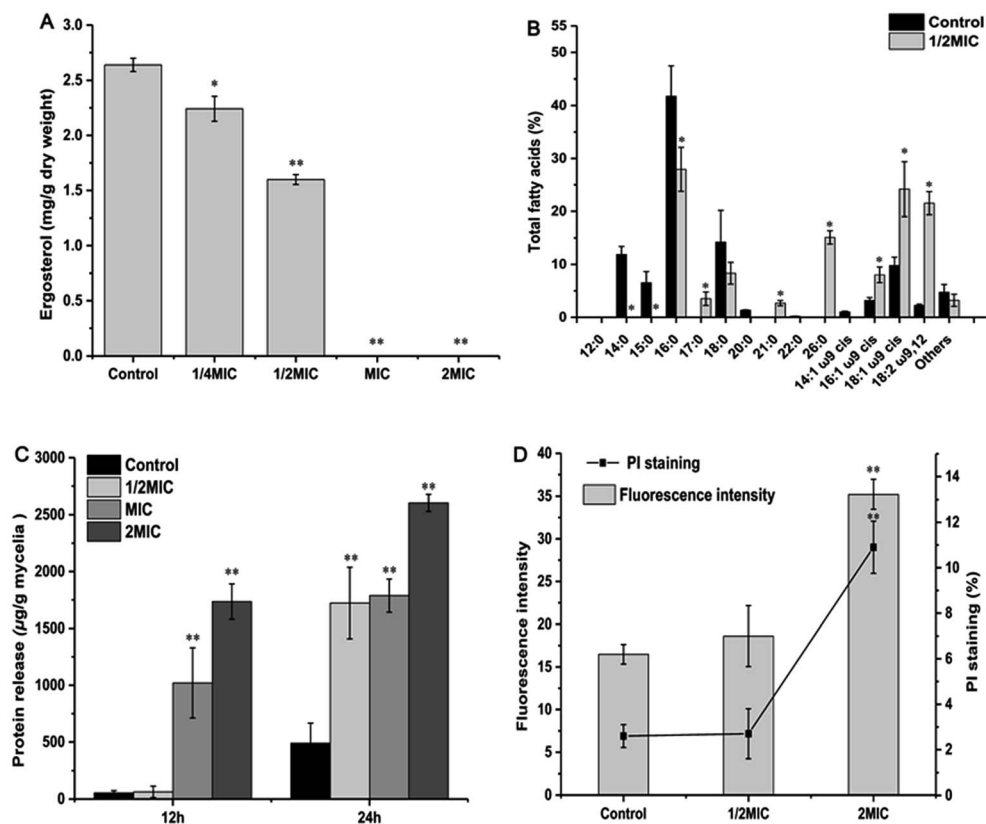 A
Ergosterol (mg/g dry weight)
3.0
2.5
2.0
1.5
1.0
0.5
0.0
*
**
**
**
Control 1/4MIC 1/2MIC MIC 2MIC
B
Control
1/2MIC
Total fatty acids (%)
55
50
40
30
20
10
0
*
*
*
*
*
*
*
*
*
12:0
14:0
15:0
16:0
17:0
18:0
20:0
21:0
22:0
26:0
14:1 ω9 cis
16:1 ω9 cis
18:1 ω9 cis
18:2 ω9,12
Others
C
Control
1/2MIC
MIC
2MIC
Protein release (μg/g mycelia )
3000
2500
2000
1500
1000
500
0
**
**
**
**
**
12h 24h
D
PI staining
Fluorescence intensity
Fluorescence intensity
40
35
30
25
20
15
10
5
0
**
**
PI staining (%)
14
12
10
8
6
4
2
0
Control 1/2MIC 2MIC